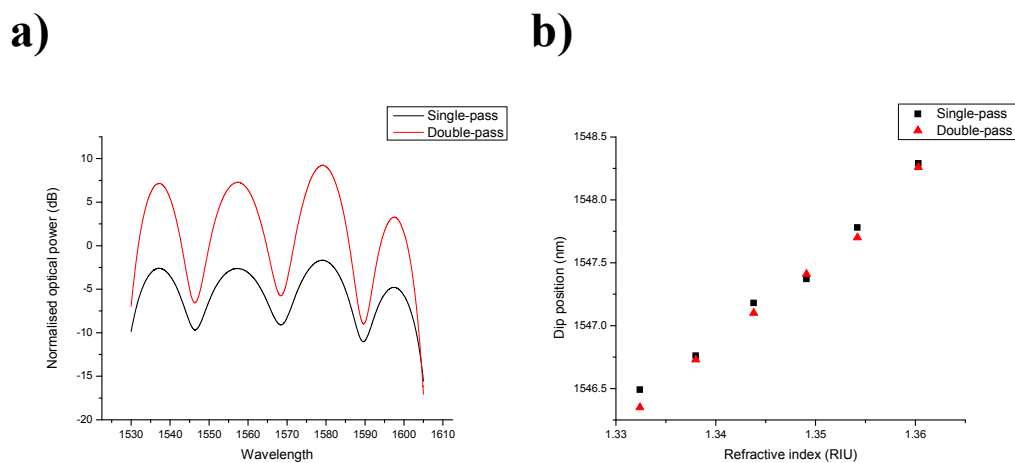 a)
Single-pass
Double-pass
10
5
0
-5
-10
-15
-20
1530 1540 1550 1560 1570 1580 1590 1600 1610
Normalised optical power (dB)
Wavelength
b)
Single-pass
Double-pass
1548.5
1548.0
1547.5
1547.0
1546.5
1.33 1.34 1.35 1.36
Dip position (nm)
Refractive index (RIU)